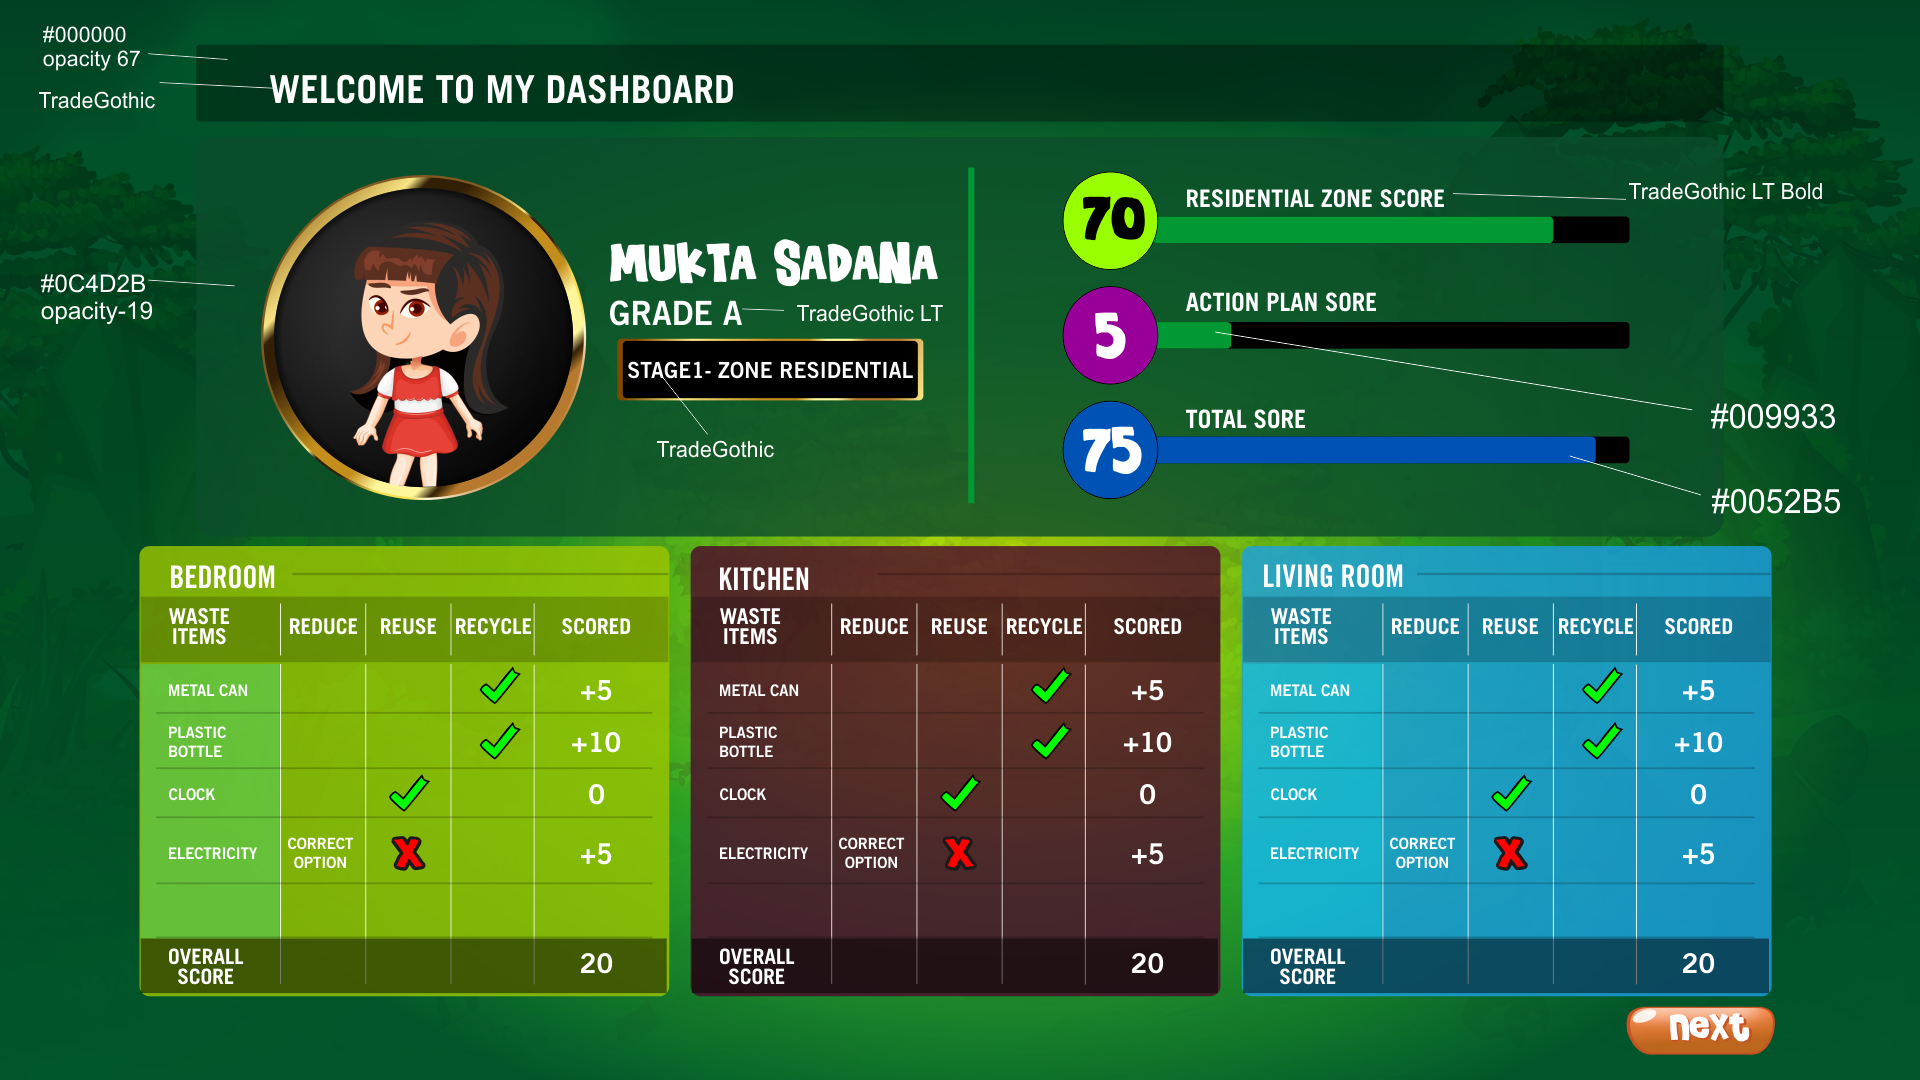 #000000
opacity 67
TradeGothic
WELCOME TO MY DASHBOARD
#0C4D2B
opacity-19
MUKTA SADANA
GRADE A
TradeGothic LT
STAGE1- ZONE RESIDENTIAL
TradeGothic
70
RESIDENTIAL ZONE SCORE
TradeGothic LT Bold
5
ACTION PLAN SORE
#009933
75
TOTAL SORE
#0052B5
BEDROOM
WASTE
ITEMS
REDUCE REUSE RECYCLE SCORED
METAL CAN +5
PLASTIC
BOTTLE
+10
CLOCK 0
ELECTRICITY
CORRECT
OPTION
X
+5
OVERALL
SCORE
20
KITCHEN
WASTE
ITEMS
REDUCE REUSE RECYCLE SCORED
METAL CAN +5
PLASTIC
BOTTLE
+10
CLOCK 0
ELECTRICITY
CORRECT
OPTION
X
+5
OVERALL
SCORE
20
LIVING ROOM
WASTE
ITEMS
REDUCE REUSE RECYCLE SCORED
METAL CAN +5
PLASTIC
BOTTLE
+10
CLOCK 0
ELECTRICITY
CORRECT
OPTION
X
+5
OVERALL
SCORE
20
next